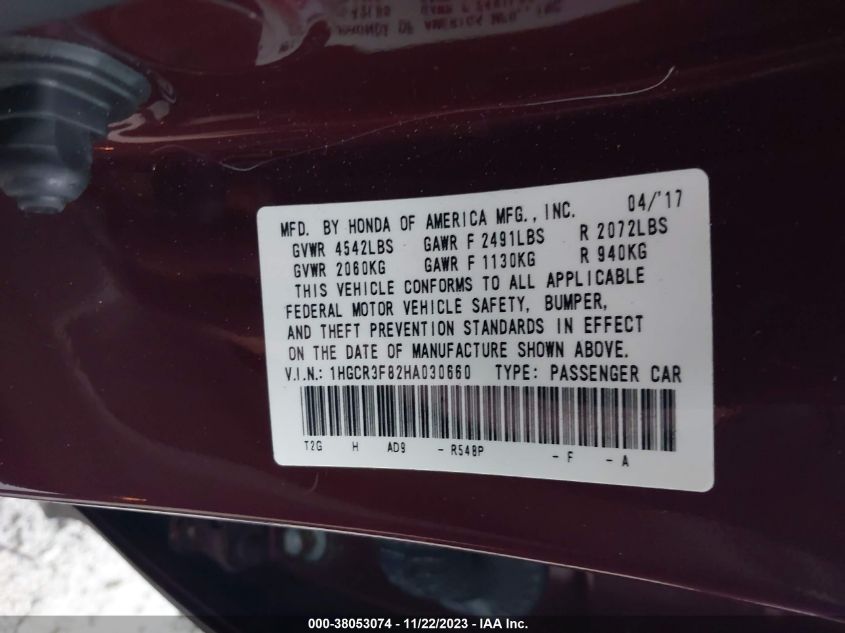 MFD. BY HONDA OF AMERICA MFG., INC. 04/'17
GVWR 4542LBS GAWR F 2491LBS R 2072LBS
GVWR 2060KG GAWR F 1130KG R 940KG
THIS VEHICLE CONFORMS TO ALL APPLICABLE
FEDERAL MOTOR VEHICLE SAFETY, BUMPER,
AND THEFT PREVENTION STANDARDS IN EFFECT
ON THE DATE OF MANUFACTURE SHOWN ABOVE.
V.I.N.: 1HGCR3F82HA030660 TYPE: PASSENGER CAR
T2G H AD9 - R548P - F - A
000-38053074 - 11/22/2023 - IAA Inc.